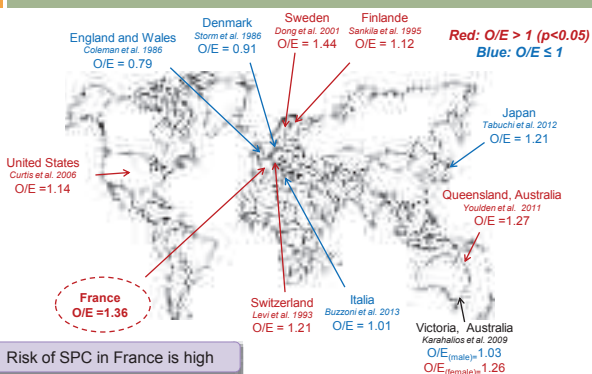 England and Wales
Coleman et al. 1986
O/E = 0.79
Denmark
Storm et al. 1986
O/E = 0.91
Sweden
Dong et al. 2001
O/E = 1.44
Finlande
Sankila et al. 1995
O/E = 1.12
Red: O/E > 1 (p<0.05)
Blue: O/E ≤ 1
Japan
Tabuchi et al. 2012
O/E = 1.21
United States
Curtis et al. 2006
O/E =1.14
Queensland, Australia
Youlden et al. 2011
O/E =1.27
France
O/E =1.36
Switzerland
Levi et al. 1993
O/E = 1.21
Italia
Buzzoni et al. 2013
O/E = 1.01
Victoria, Australia
Karahalios et al. 2009
O/E(male)=1.03
O/E(female)=1.26
Risk of SPC in France is high